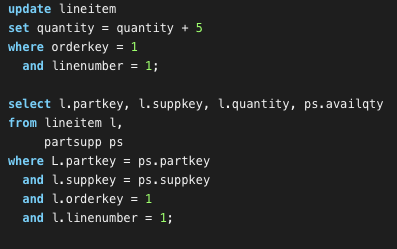 update lineitem
set quantity = quantity + 5
where orderkey = 1
  and linenumber = 1;

select l.partkey, l.suppkey, l.quantity, ps.availqty
from lineitem l,
     partsupp ps
where L.partkey = ps.partkey
  and l.suppkey = ps.suppkey
  and l.orderkey = 1
  and l.linenumber = 1;